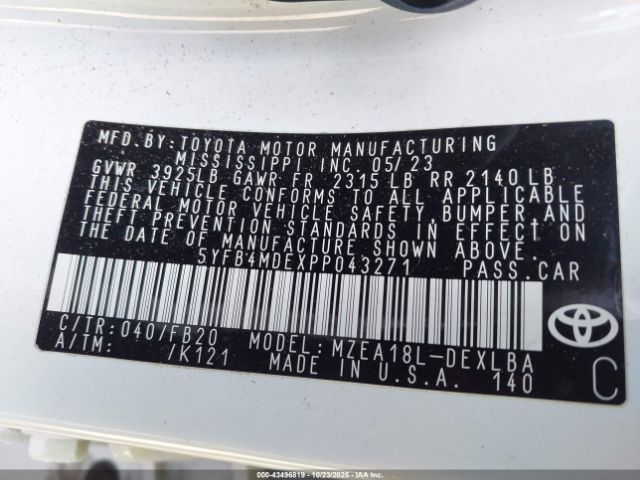 MFD.BY:TOYOTA MOTOR MANUFACTURING
MISSISSIPPI INC 05/23
GVWR 3925LB GAWR FR 2315 LB RR 2140 LB
THIS VEHICLE CONFORMS TO ALL APPLICABLE
FEDERAL MOTOR VEHICLE SAFETY, BUMPER,AND
THEFT PREVENTION STANDARDS IN EFFECT ON
THE DATE OF MANUFACTURE SHOWN ABOVE.
5YFB4MDEXPP043271 PASS.CAR
C/TR:040/FB20 MODEL:MZEA18L-DEXLBA
A/TM: /K121 MADE IN U.S.A. 140
C
000-43496819 - 10/23/2025 - Copyright IAA, LLC